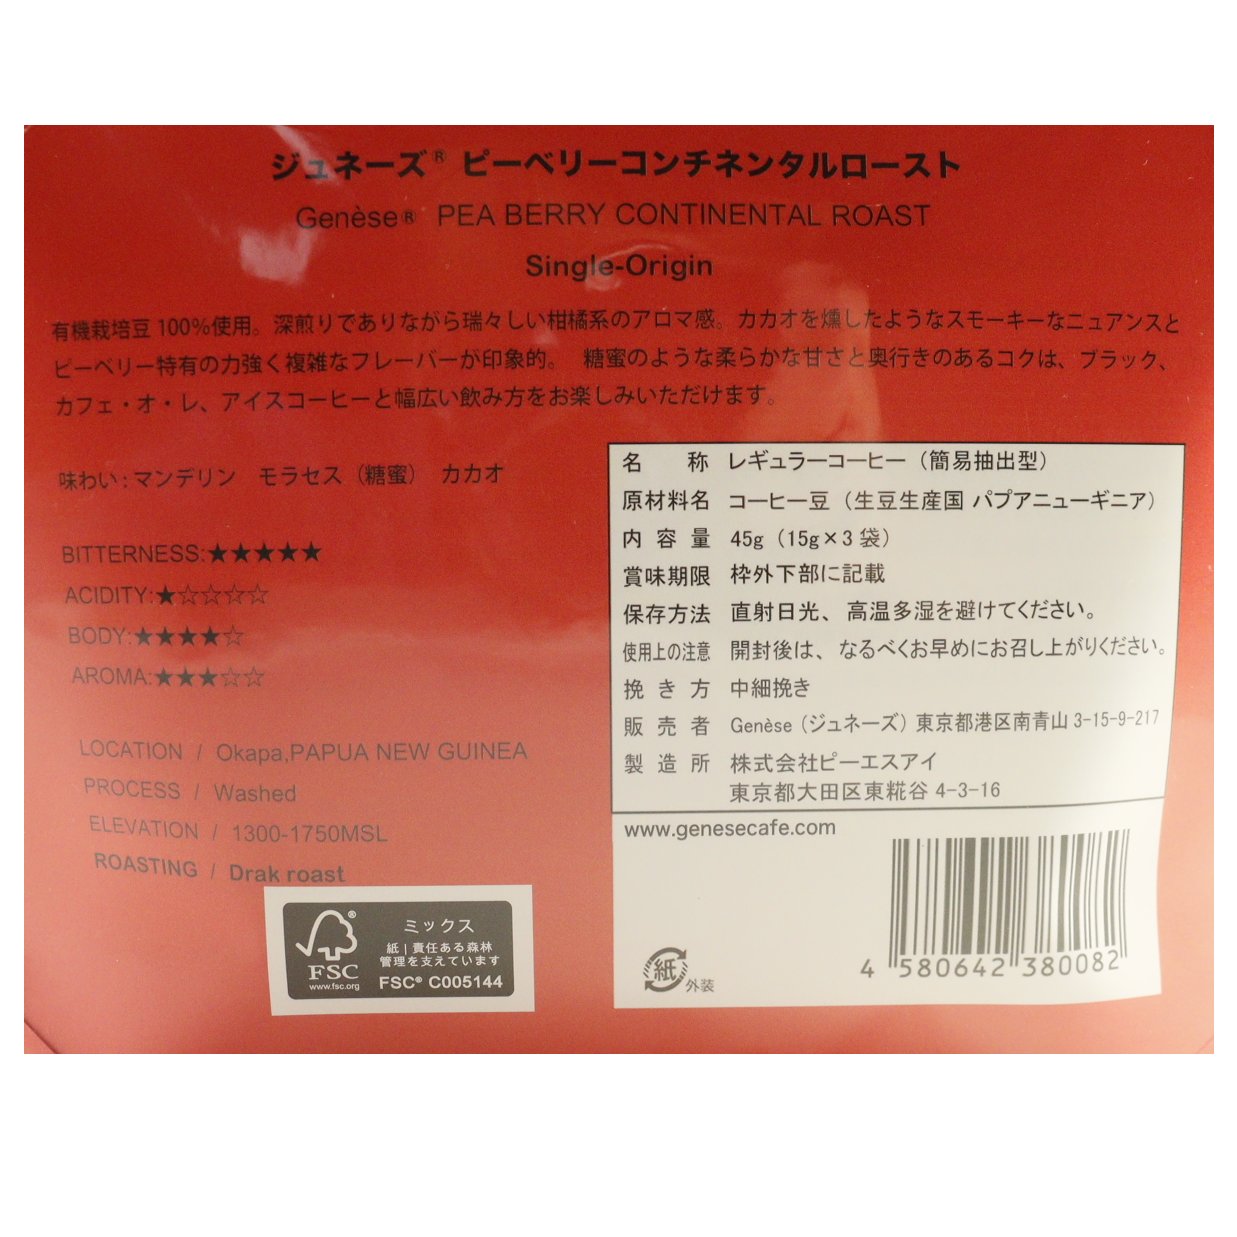 ジュネーズ® ピーベリーコンチネンタルロースト
Genèse® PEA BERRY CONTINENTAL ROAST
Single-Origin
有機栽培豆 100%使用。深煎りでありながら瑞々しい柑橘系のアロマ感。カカオを燻したようなスモーキーなニュアンスと
ピーベリー特有の力強く複雑なフレーバーが印象的。 糖蜜のような柔らかな甘さと奥行きのあるコクは、ブラック、
カフェ・オ・レ、アイスコーヒーと幅広い飲み方をお楽しみいただけます。
味わい : マンデリン モラセス（糖蜜） カカオ
BITTERNESS:★★★★★
ACIDITY:★☆☆☆☆
BODY:★★★★☆
AROMA:★★★☆☆
LOCATION / Okapa,PAPUA NEW GUINEA
PROCESS / Washed
ELEVATION / 1300-1750MSL
ROASTING / Drak roast
FSC®
www.fsc.org
ミックス
紙 | 責任ある森林
管理を支えています
FSC® C005144
名称 レギュラーコーヒー（簡易抽出型）
原材料名 コーヒー豆（生豆生産国 パプアニューギニア）
内容量 45g（15g×3 袋）
賞味期限 枠外下部に記載
保存方法 直射日光、高温多湿を避けてください。
使用上の注意 開封後は、なるべくお早めにお召し上がりください。
挽き方 中細挽き
販売者 Genèse（ジュネーズ）東京都港区南青山 3-15-9-217
製造所 株式会社ピーエスアイ
東京都大田区東糀谷 4-3-16
www.genesecafe.com
紙 外装
4 580642 380082